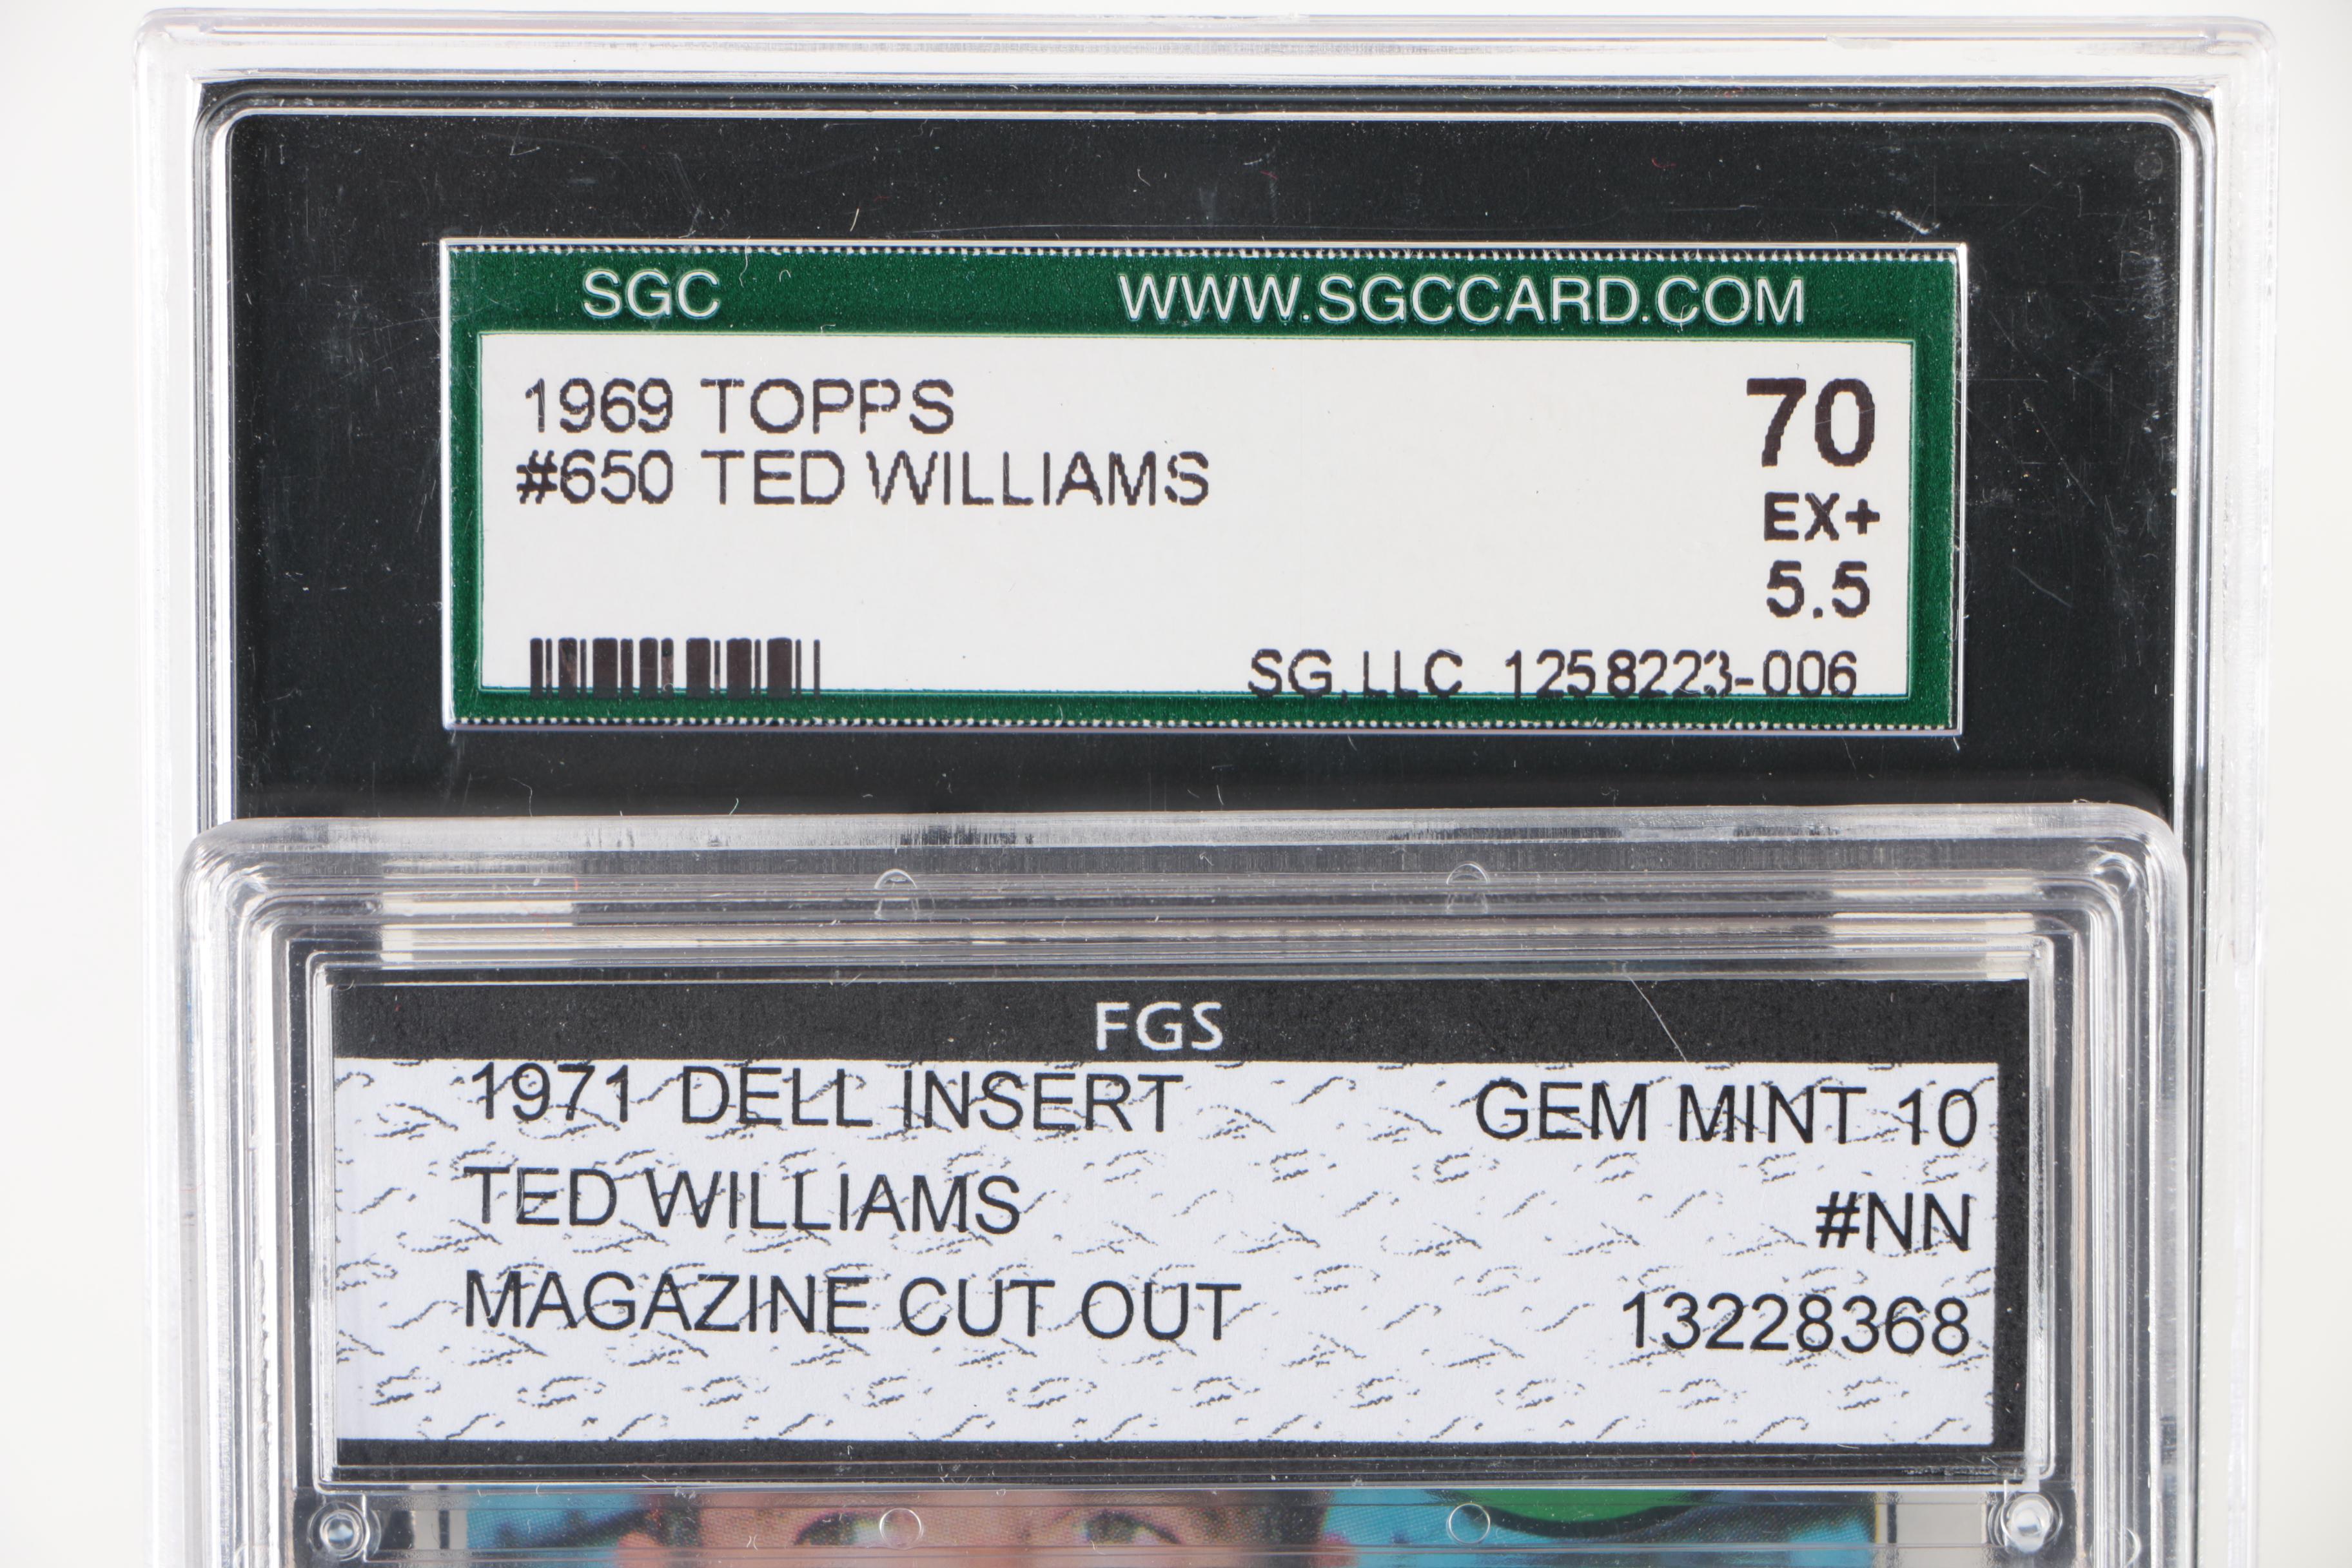 SGC WWW.SGCCARD.COM
1969 TOPPS 70
#650 TED WILLIAMS EX+
5.5
SG,LLC 1258223-006
FGS
1971 DELL INSERT GEM MINT 10
TED WILLIAMS #NN
MAGAZINE CUT OUT 13228368